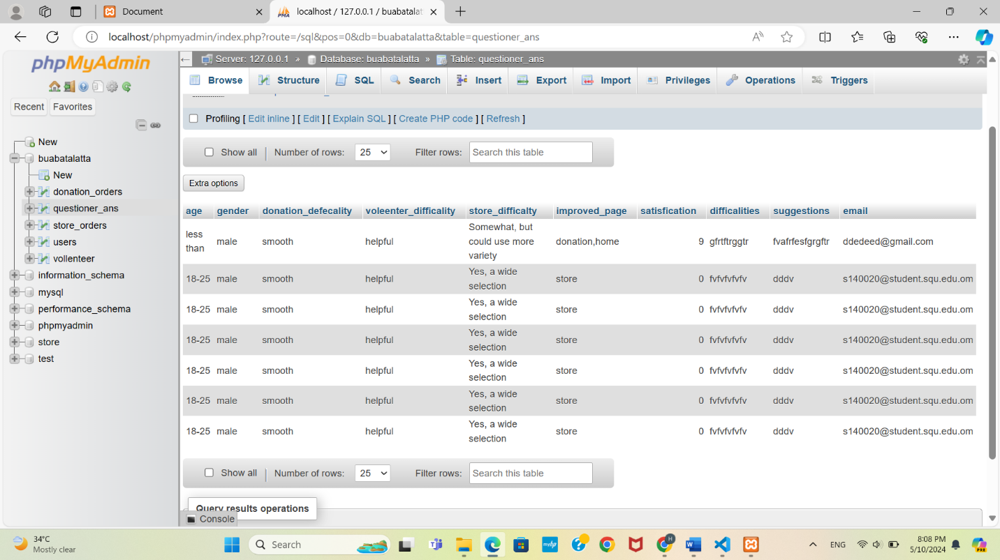 Document
localhost / 127.0.0.1 / buabatalat
localhost/phpmyadmin/index.php?route=/sql&pos=0&db=buabatalatta&table=questioner_ans
phpMyAdmin
Recent Favorites
New
buabatalatta
New
donation_orders
questioner_ans
store_orders
users
vollenteer
information_schema
mysql
performance_schema
phpmyadmin
store
test
Server: 127.0.0.1 » Database: buabatalatta » Table: questioner_ans
Browse Structure SQL Search Insert Export Import Privileges Operations Triggers
Profiling [ Edit inline ] [ Edit ] [ Explain SQL ] [ Create PHP code ] [ Refresh ]
Show all | Number of rows: 25 Filter rows: Search this table
Extra options
age gender donation_defecality voleenter_difficality store_difficalty improved_page satisfication difficalities suggestions email
less than male smooth helpful Somewhat, but could use more variety donation,home 9 gfrtftrggtr fvafrfesfgrgftr ddedeed@gmail.com
18-25 male smooth helpful Yes, a wide selection store 0 fvfvfvfvfv dddv s140020@student.squ.edu.om
18-25 male smooth helpful Yes, a wide selection store 0 fvfvfvfvfv dddv s140020@student.squ.edu.om
18-25 male smooth helpful Yes, a wide selection store 0 fvfvfvfvfv dddv s140020@student.squ.edu.om
18-25 male smooth helpful Yes, a wide selection store 0 fvfvfvfvfv dddv s140020@student.squ.edu.om
18-25 male smooth helpful Yes, a wide selection store 0 fvfvfvfvfv dddv s140020@student.squ.edu.om
18-25 male smooth helpful Yes, a wide selection store 0 fvfvfvfvfv dddv s140020@student.squ.edu.om
Show all | Number of rows: 25 Filter rows: Search this table
Query results operations
Console
34°C
Mostly clear
Search
myhp
ENG
8:08 PM
5/10/2024
PRE